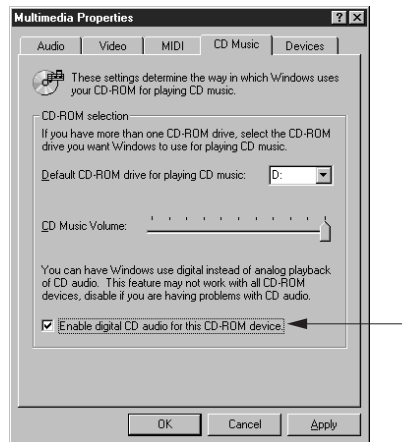 Multimedia Properties
Audio Video MIDI CD Music Devices
These settings determine the way in which Windows uses
your CD-ROM for playing CD music.
CD-ROM selection
If you have more than one CD-ROM drive, select the CD-ROM
drive you want Windows to use for playing CD music.
Default CD-ROM drive for playing CD music: D:
CD Music Volume:
You can have Windows use digital instead of analog playback
of CD audio. This feature may not work with all CD-ROM
devices, disable if you are having problems with CD audio.
Enable digital CD audio for this CD-ROM device.
OK Cancel Apply